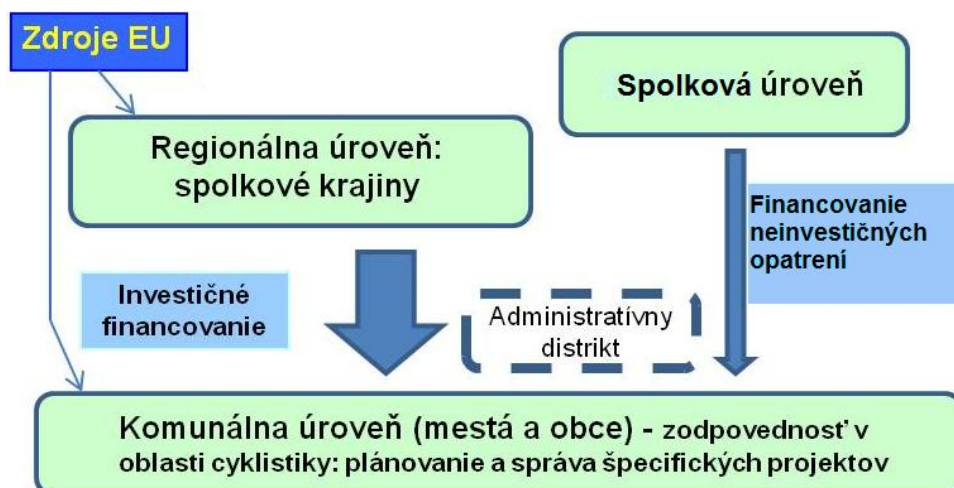 Zdroje EU
Spolková úroveň
Regionálna úroveň:
spolkové krajiny
Financovanie
neinvestičných
opatrení
Investičné
financovanie
Administratívny
distrikt
Komunálna úroveň (mestá a obce) - zodpovednosť v
oblasti cyklistiky: plánovanie a správa špecifických projektov